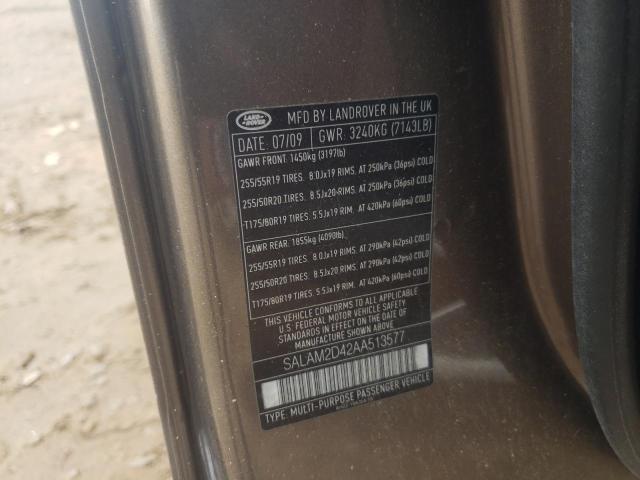 LAND ROVER
MFD BY LANDROVER IN THE UK
DATE: 07/09 GWR: 3240KG (7143LB)
GAWR FRONT: 1450kg (3197lb)
255/55R19 TIRES. 8.0Jx19 RIMS. AT 250kPa (36psi) COLD
255/50R20 TIRES. 8.5Jx20-RIMS. AT 250kPa (36psi) COLD
T175/80R19 TIRES. 5.5Jx19 RIM. AT 420kPa (60psi) COLD
GAWR REAR: 1855kg (4090lb)
255/55R19 TIRES. 8.0Jx19 RIMS. AT 290kPa (42psi) COLD
255/50R20 TIRES. 8.5Jx20 RIMS. AT 290kPa (42psi) COLD
T175/80R19 TIRES. 5.5Jx19 RIM. AT 420kPa (60psi) COLD
THIS VEHICLE CONFORMS TO ALL APPLICABLE
U.S. FEDERAL MOTOR VEHICLE SAFETY
STANDARDS IN EFFECT ON THE DATE OF
MANUFACTURE SHOWN ABOVE.
SALAM2D42AA513577
TYPE: MULTI-PURPOSE PASSENGER VEHICLE